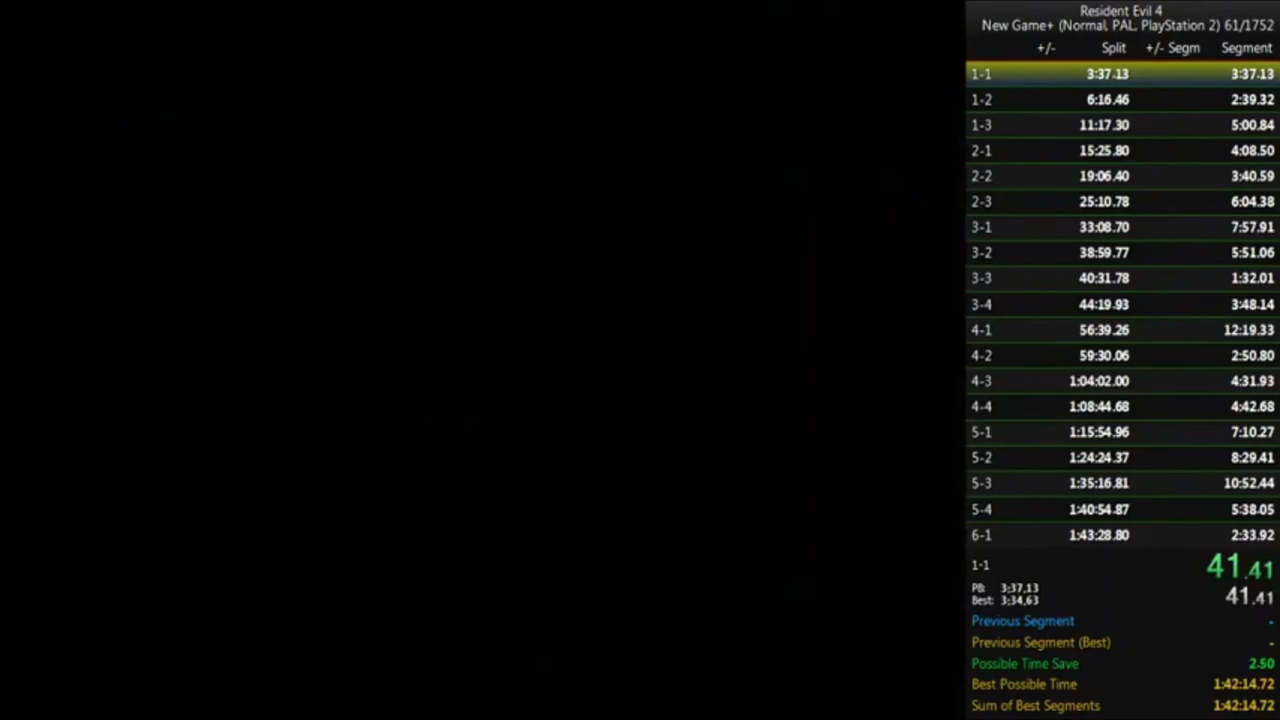 Resident Evil 4
New Game+ (Normal, PAL, PlayStation 2) 61/1752
+/- Split +/- Segm Segment
1-1 3:37.13 3:37.13
1-2 6:16.46 2:39.32
1-3 11:17.30 5:00.84
2-1 15:25.80 4:08.50
2-2 19:06.40 3:40.59
2-3 25:10.78 6:04.38
3-1 33:08.70 7:57.91
3-2 38:59.77 5:51.06
3-3 40:31.78 1:32.01
3-4 44:19.93 3:48.14
4-1 56:39.26 12:19.33
4-2 59:30.06 2:50.80
4-3 1:04:02.00 4:31.93
4-4 1:08:44.68 4:42.68
5-1 1:15:54.96 7:10.27
5-2 1:24:24.37 8:29.41
5-3 1:35:16.81 10:52.44
5-4 1:40:54.87 5:38.05
6-1 1:43:28.80 2:33.92
1-1 41.41
PB: 3:37.13
Best: 3:34.63 41.41
Previous Segment -
Previous Segment (Best) -
Possible Time Save 2.50
Best Possible Time 1:42:14.72
Sum of Best Segments 1:42:14.72